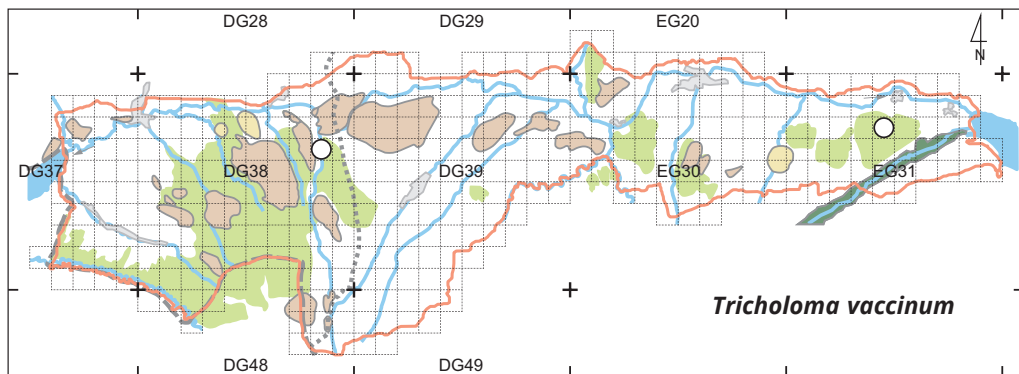 DG28 DG29 EG20
N
DG37 DG38 DG39 EG30 EG31
Tricholoma vaccinum
DG48 DG49